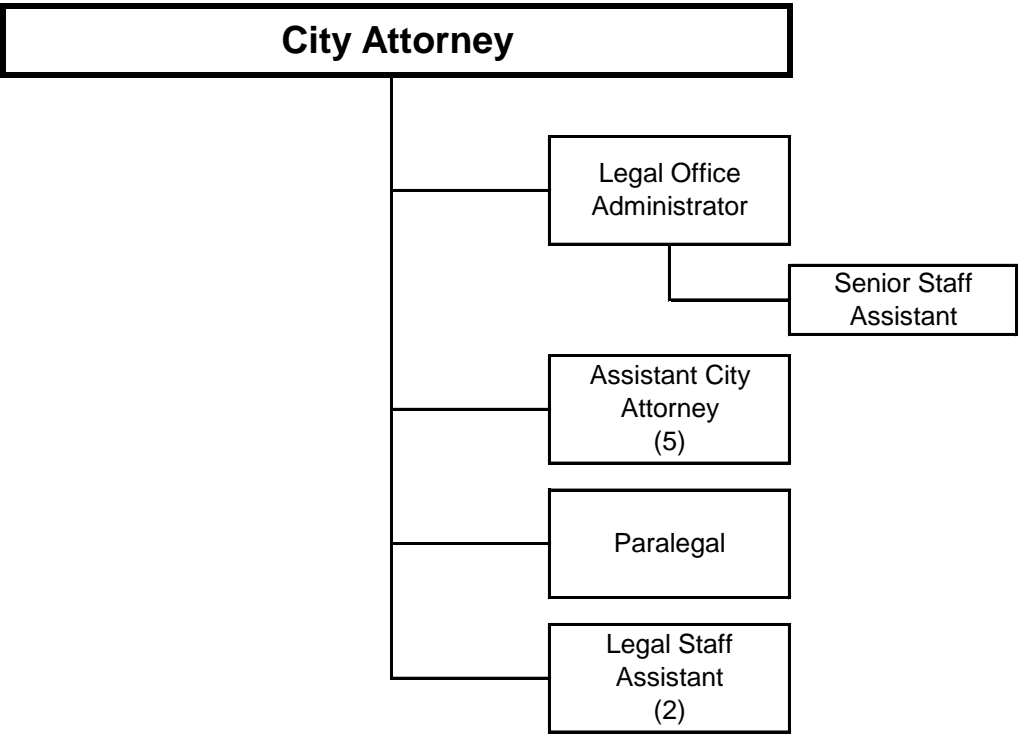 City Attorney
Legal Office
Administrator
Senior Staff
Assistant
Assistant City
Attorney
(5)
Paralegal
Legal Staff
Assistant
(2)